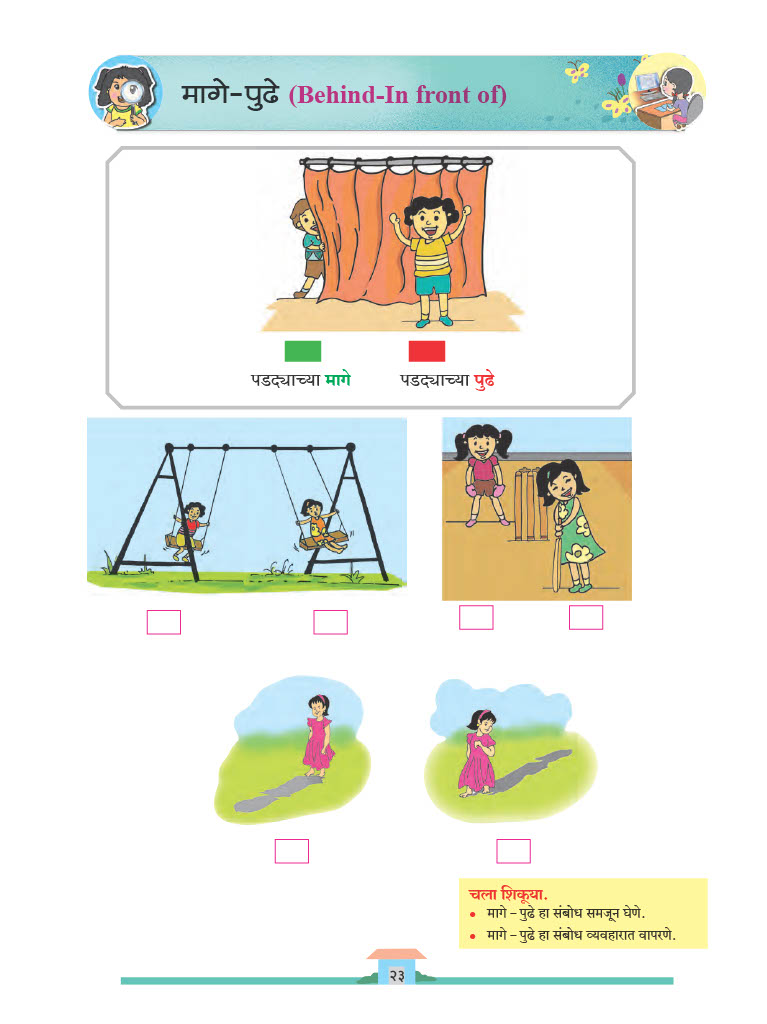 मागे-पुढे (Behind-In front of)
पडद्याच्या मागे
पडद्याच्या पुढे
चला शिकूया.
• मागे – पुढे हा संबोध समजून घेणे.
• मागे – पुढे हा संबोध व्यवहारात वापरणे.
२३